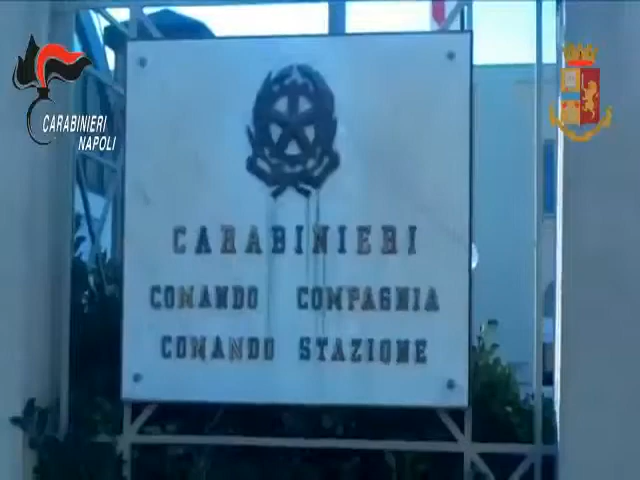 CARABINIERI
NAPOLI
CARABINIERI
COMANDO COMPAGNIA
COMANDO STAZIONE